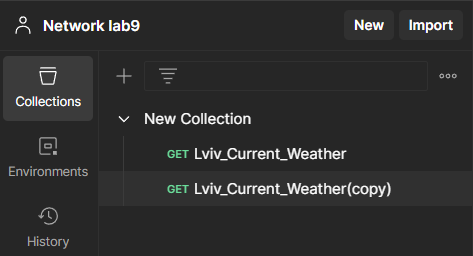 Network lab9 New Import
Collections
New Collection
GET Lviv_Current_Weather
Environments
GET Lviv_Current_Weather(copy)
History